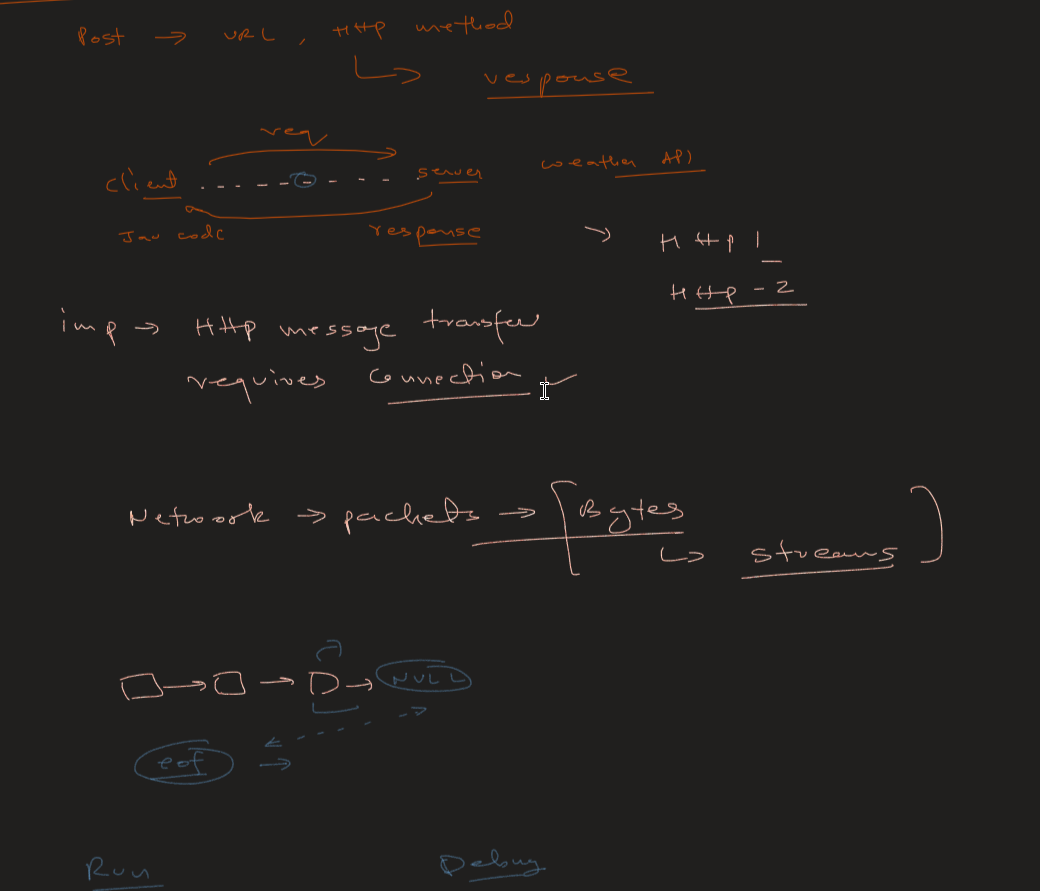 Post → URL, HTTP method
↳ response
req
client server weather API
Jav code response
→ HTTP 1
HTTP - 2
imp → HTTP message transfer
requires connection ✓
Network → packets → [Bytes
↳ streams]
→ → D → NULL
eof →
Run Debug